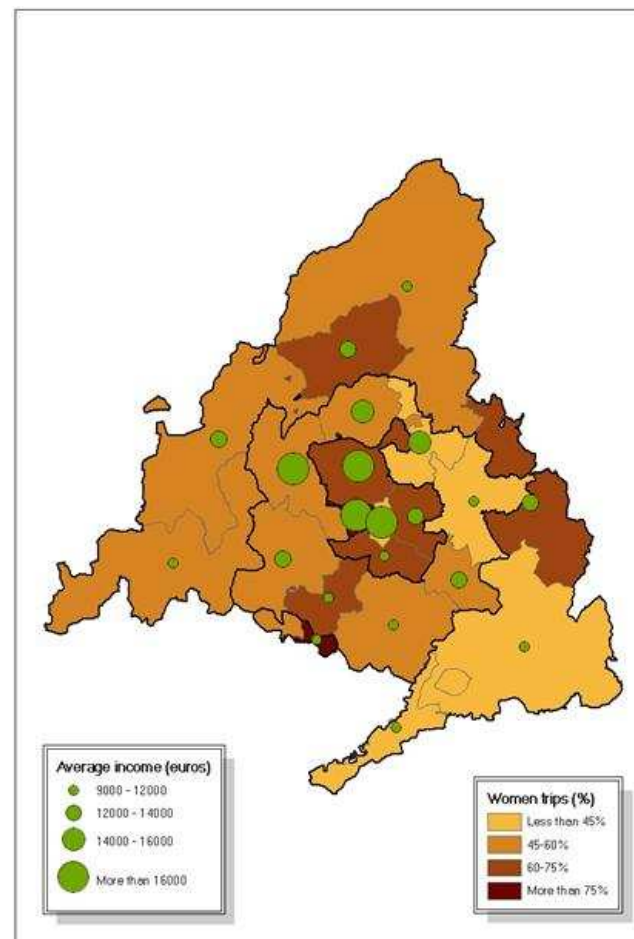 Average income (euros)
9000 - 12000
12000 - 14000
14000 - 16000
More than 16000
Women trips (%)
Less than 45%
45-60%
60-75%
More than 75%